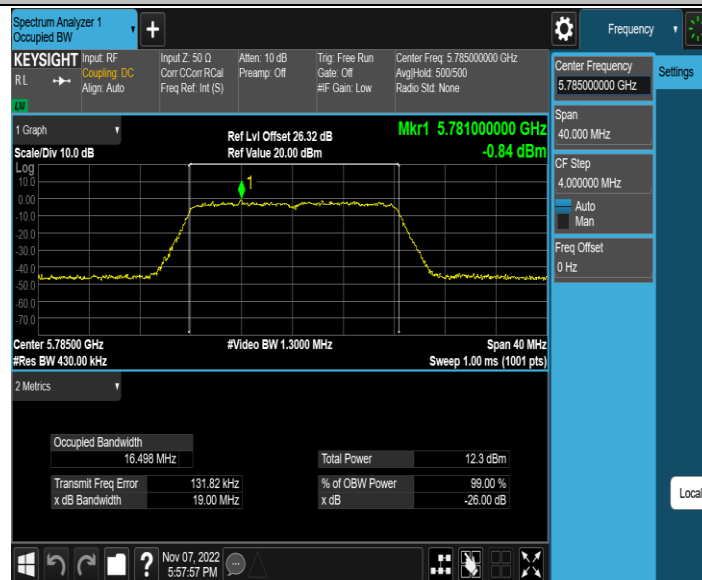 Spectrum Analyzer 1
Occupied BW
Frequency
KEYSIGHT
R L
LXI
Input: RF
Coupling: DC
Align: Auto
Input Z: 50 Ω
Corr CCorr RCal
Freq Ref: Int (S)
Atten: 10 dB
Preamp: Off
Trig: Free Run
Gate: Off
#IF Gain: Low
Center Freq: 5.785000000 GHz
Avg|Hold: 500/500
Radio Std: None
Center Frequency
5.785000000 GHz
Settings
Span
40.000 MHz
CF Step
4.000000 MHz
Auto
Man
Freq Offset
0 Hz
Local
1 Graph
Scale/Div 10.0 dB
Ref Lvl Offset 26.32 dB
Ref Value 20.00 dBm
Mkr1 5.781000000 GHz
-0.84 dBm
Log
10.0
0.00
-10.0
-20.0
-30.0
-40.0
-50.0
-60.0
-70.0
1
Center 5.78500 GHz
#Video BW 1.3000 MHz
Span 40 MHz
#Res BW 430.00 kHz
Sweep 1.00 ms (1001 pts)
2 Metrics
Occupied Bandwidth
16.498 MHz
Total Power 12.3 dBm
Transmit Freq Error 131.82 kHz
% of OBW Power 99.00 %
x dB Bandwidth 19.00 MHz
x dB -26.00 dB
Nov 07, 2022
5:57:57 PM